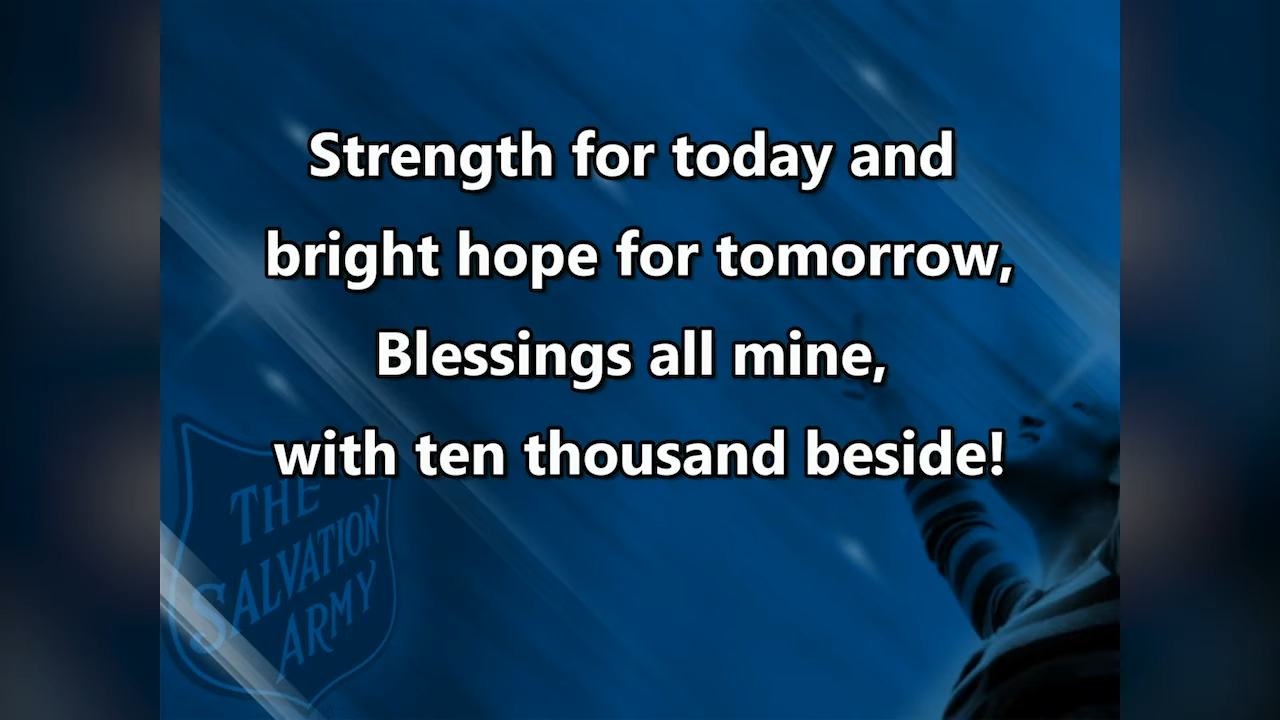 Strength for today and
bright hope for tomorrow,
Blessings all mine,
with ten thousand beside!
THE
SALVATION
ARMY